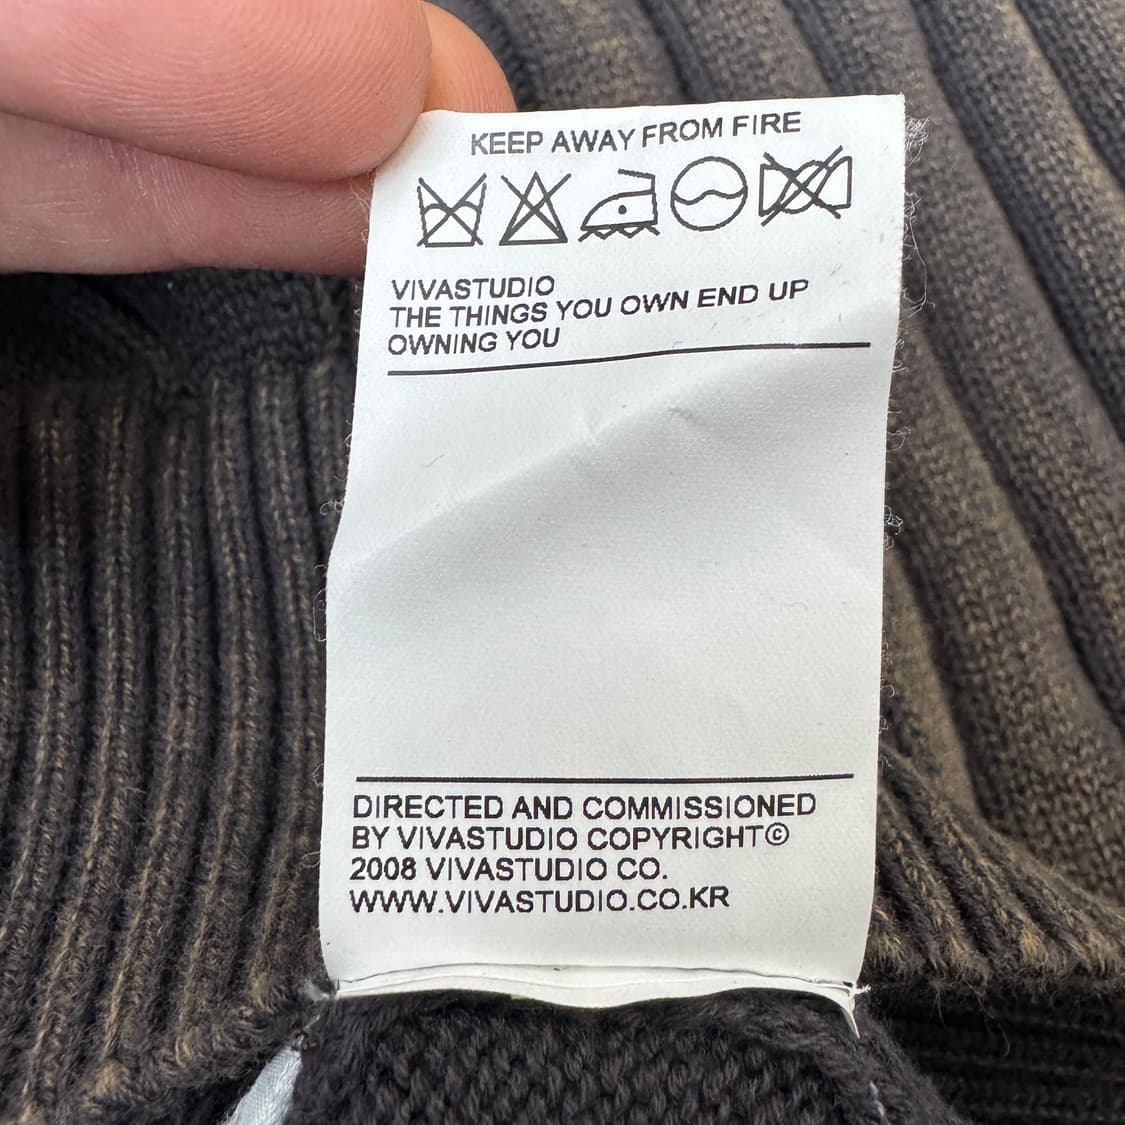 KEEP AWAY FROM FIRE
VIVASTUDIO
THE THINGS YOU OWN END UP
OWNING YOU
DIRECTED AND COMMISSIONED
BY VIVASTUDIO COPYRIGHT©
2008 VIVASTUDIO CO.
WWW.VIVASTUDIO.CO.KR